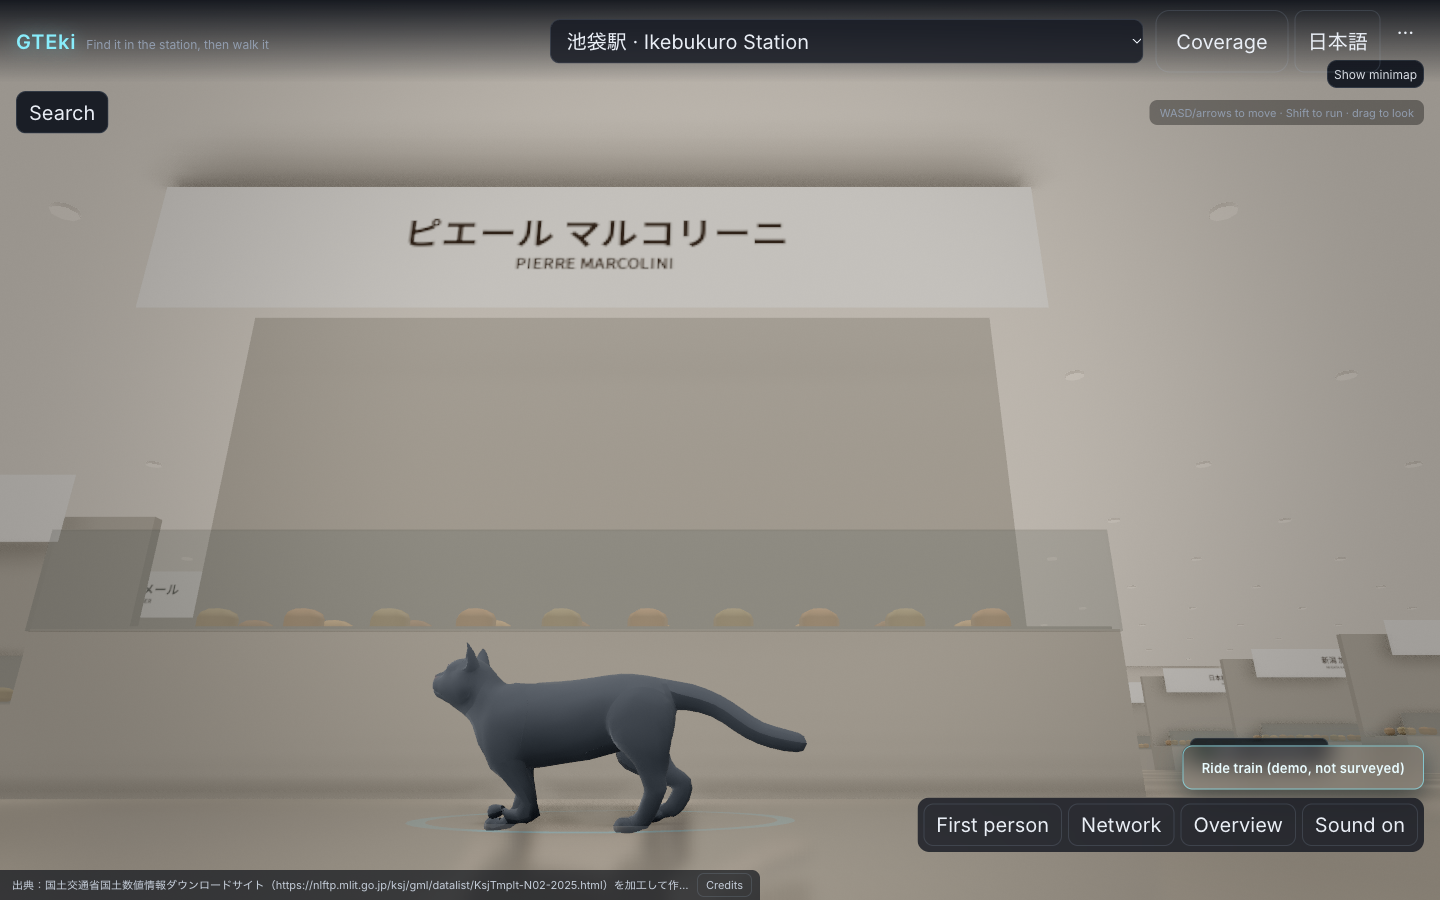 GTEki Find it in the station, then walk it
池袋駅 · Ikebukuro Station
Coverage
日本語
...
Show minimap
Search
WASD/arrows to move · Shift to run · drag to look
ピエール マルコリーニ
PIERRE MARCOLINI
メール
新潟
日本
Ride train (demo, not surveyed)
First person
Network
Overview
Sound on
出典：国土交通省国土数値情報ダウンロードサイト（https://nlftp.mlit.go.jp/ksj/gml/datalist/KsjTmplt-N02-2025.html）を加工して作...
Credits